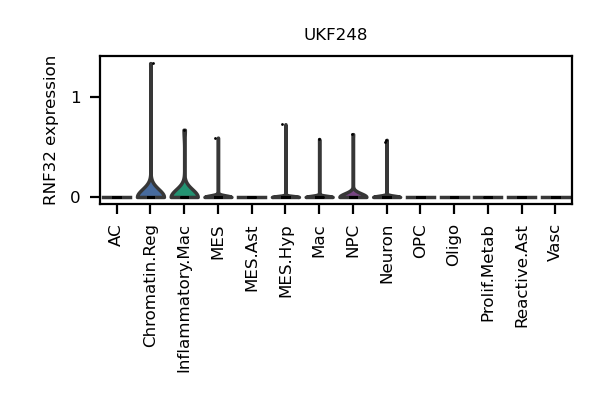 UKF248
RNF32 expression
1
0
AC
Chromatin.Reg
Inflammatory.Mac
MES
MES.Ast
MES.Hyp
Mac
NPC
Neuron
OPC
Oligo
Prolif.Metab
Reactive.Ast
Vasc